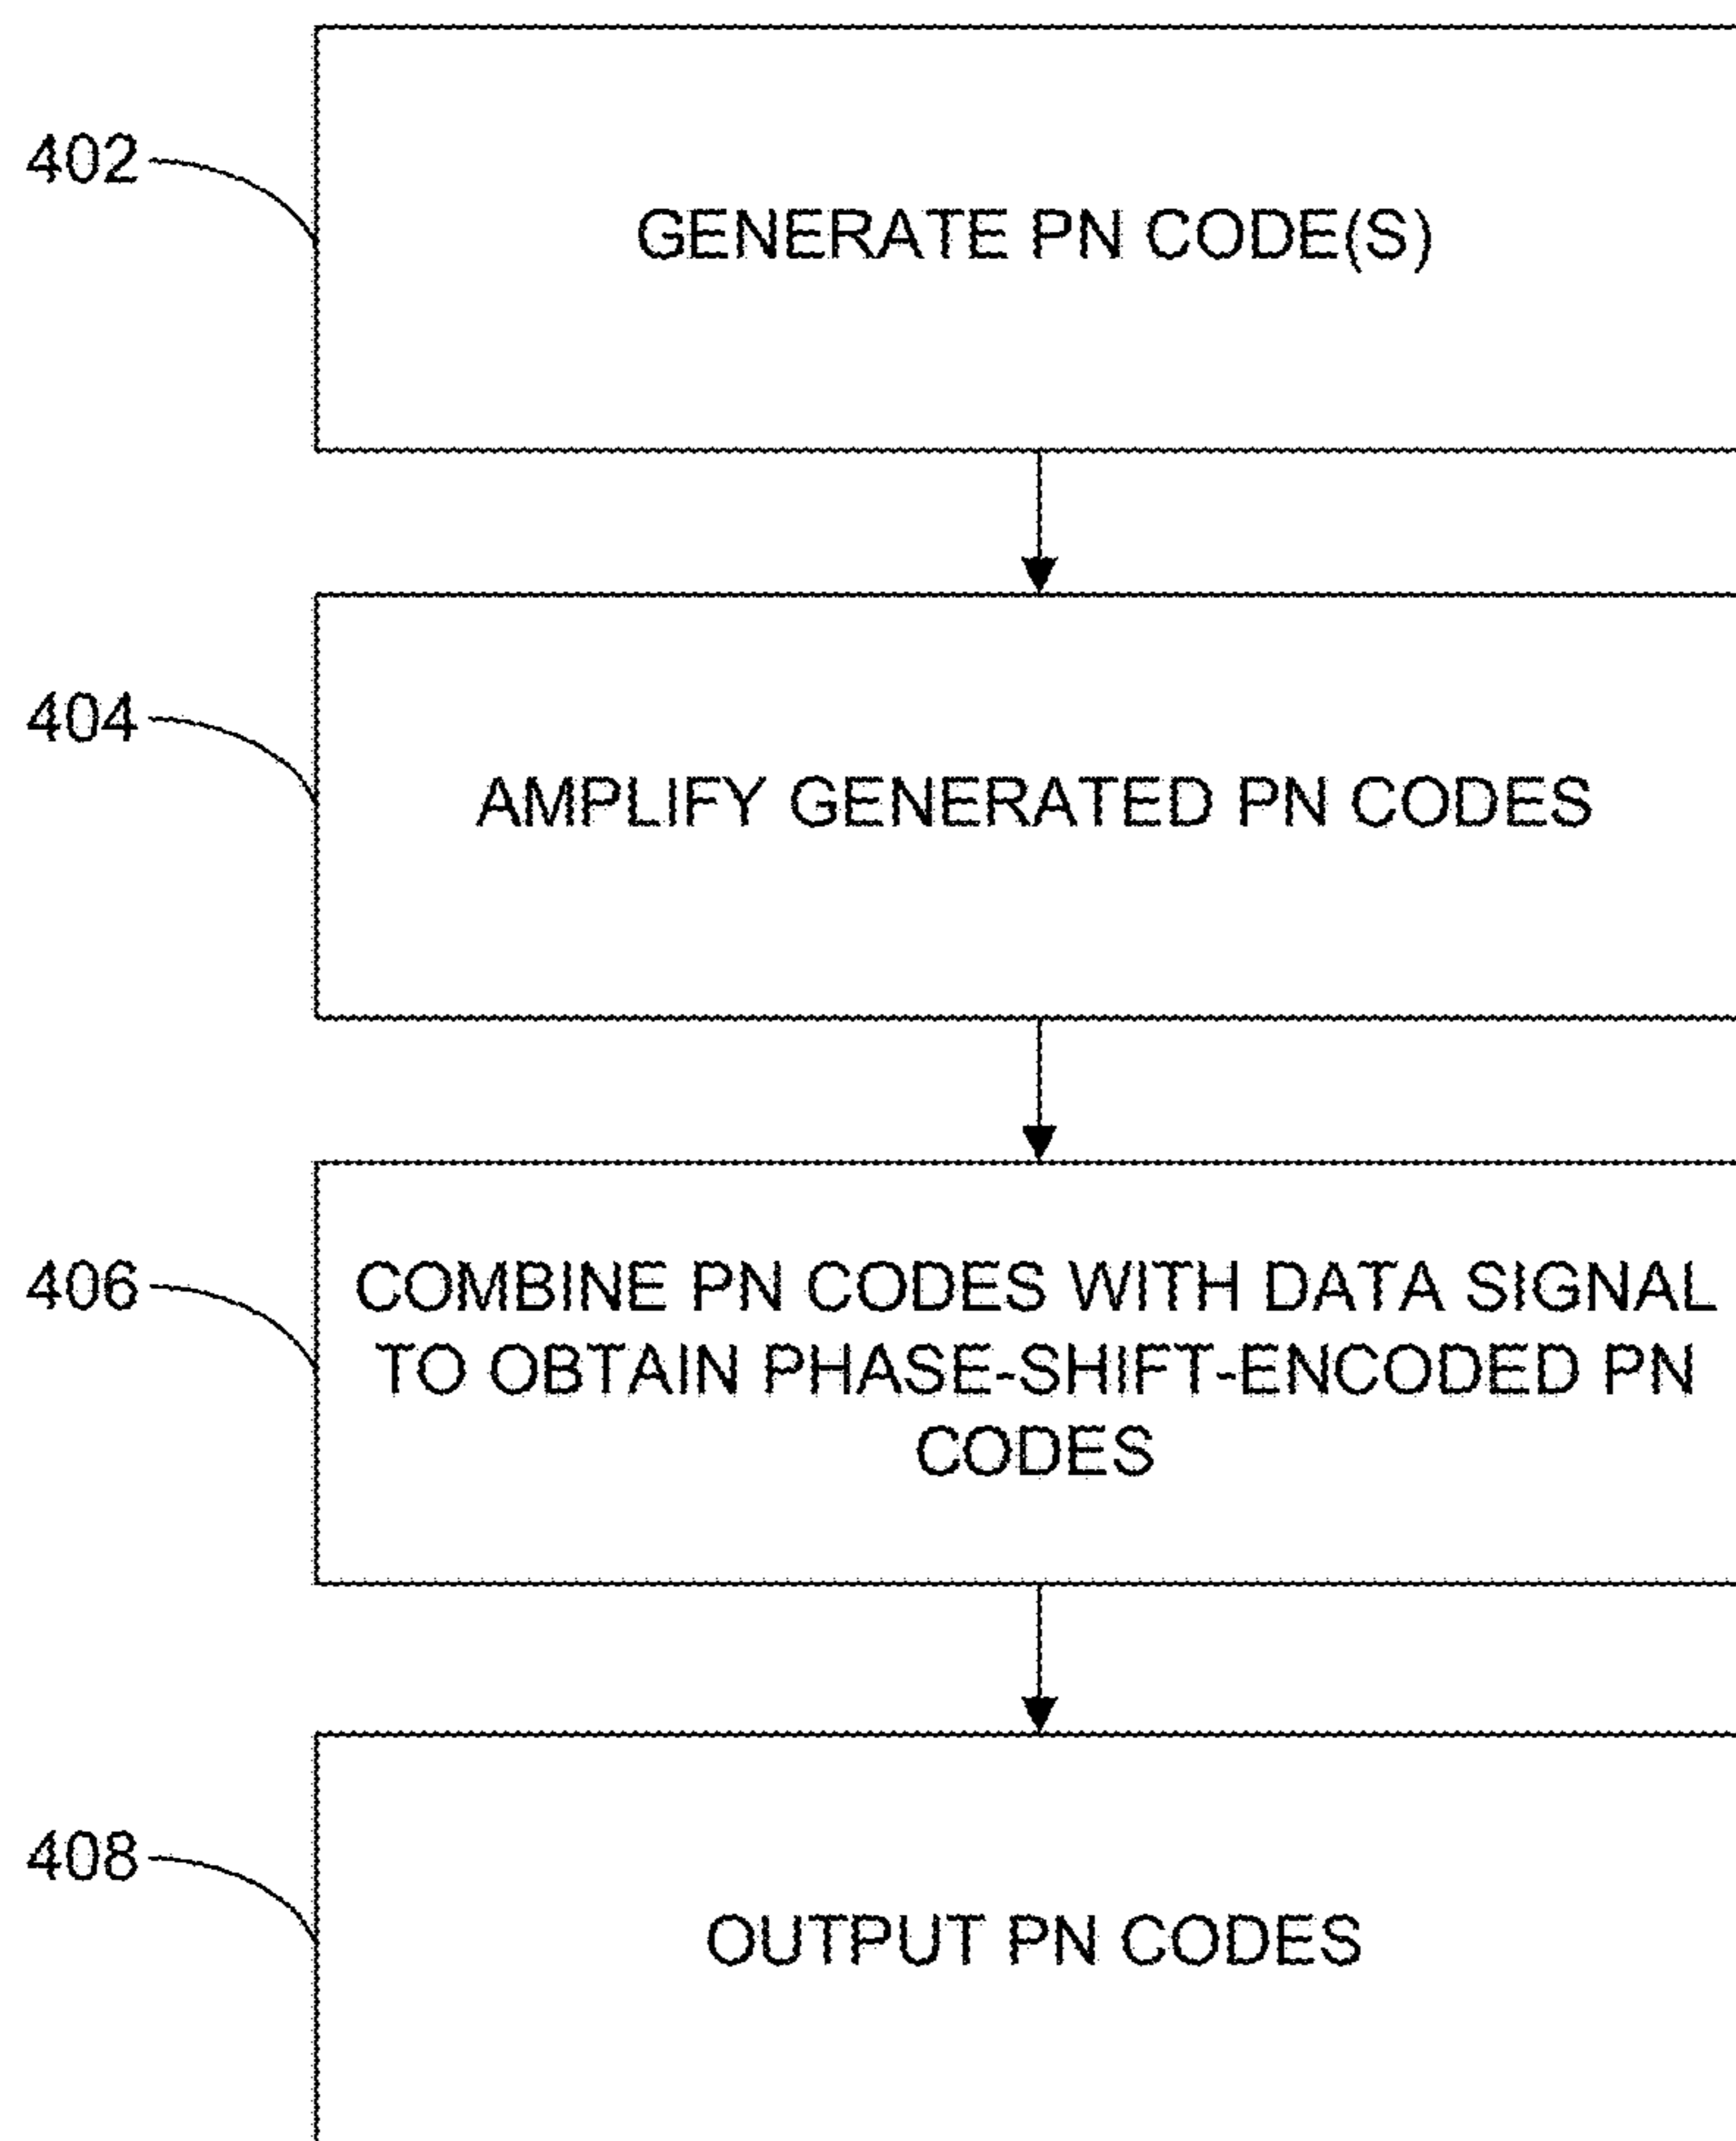 402
GENERATE PN CODE(S)
404
AMPLIFY GENERATED PN CODES
406
COMBINE PN CODES WITH DATA SIGNAL
TO OBTAIN PHASE-SHIFT-ENCODED PN
CODES
408
OUTPUT PN CODES